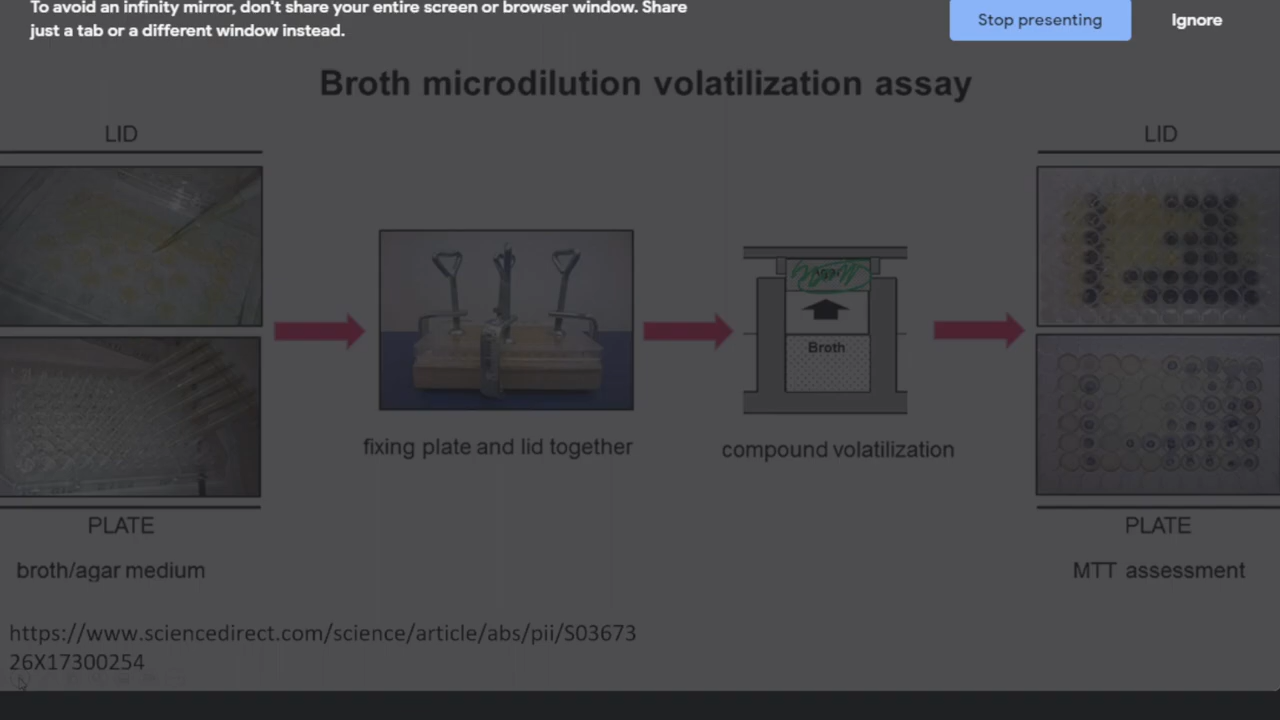 To avoid an infinity mirror, don't share your entire screen or browser window. Share
just a tab or a different window instead.
Stop presenting
Ignore
Broth microdilution volatilization assay
LID
LID
Broth
fixing plate and lid together
compound volatilization
PLATE
PLATE
broth/agar medium
MTT assessment
https://www.sciencedirect.com/science/article/abs/pii/S03673
26X17300254